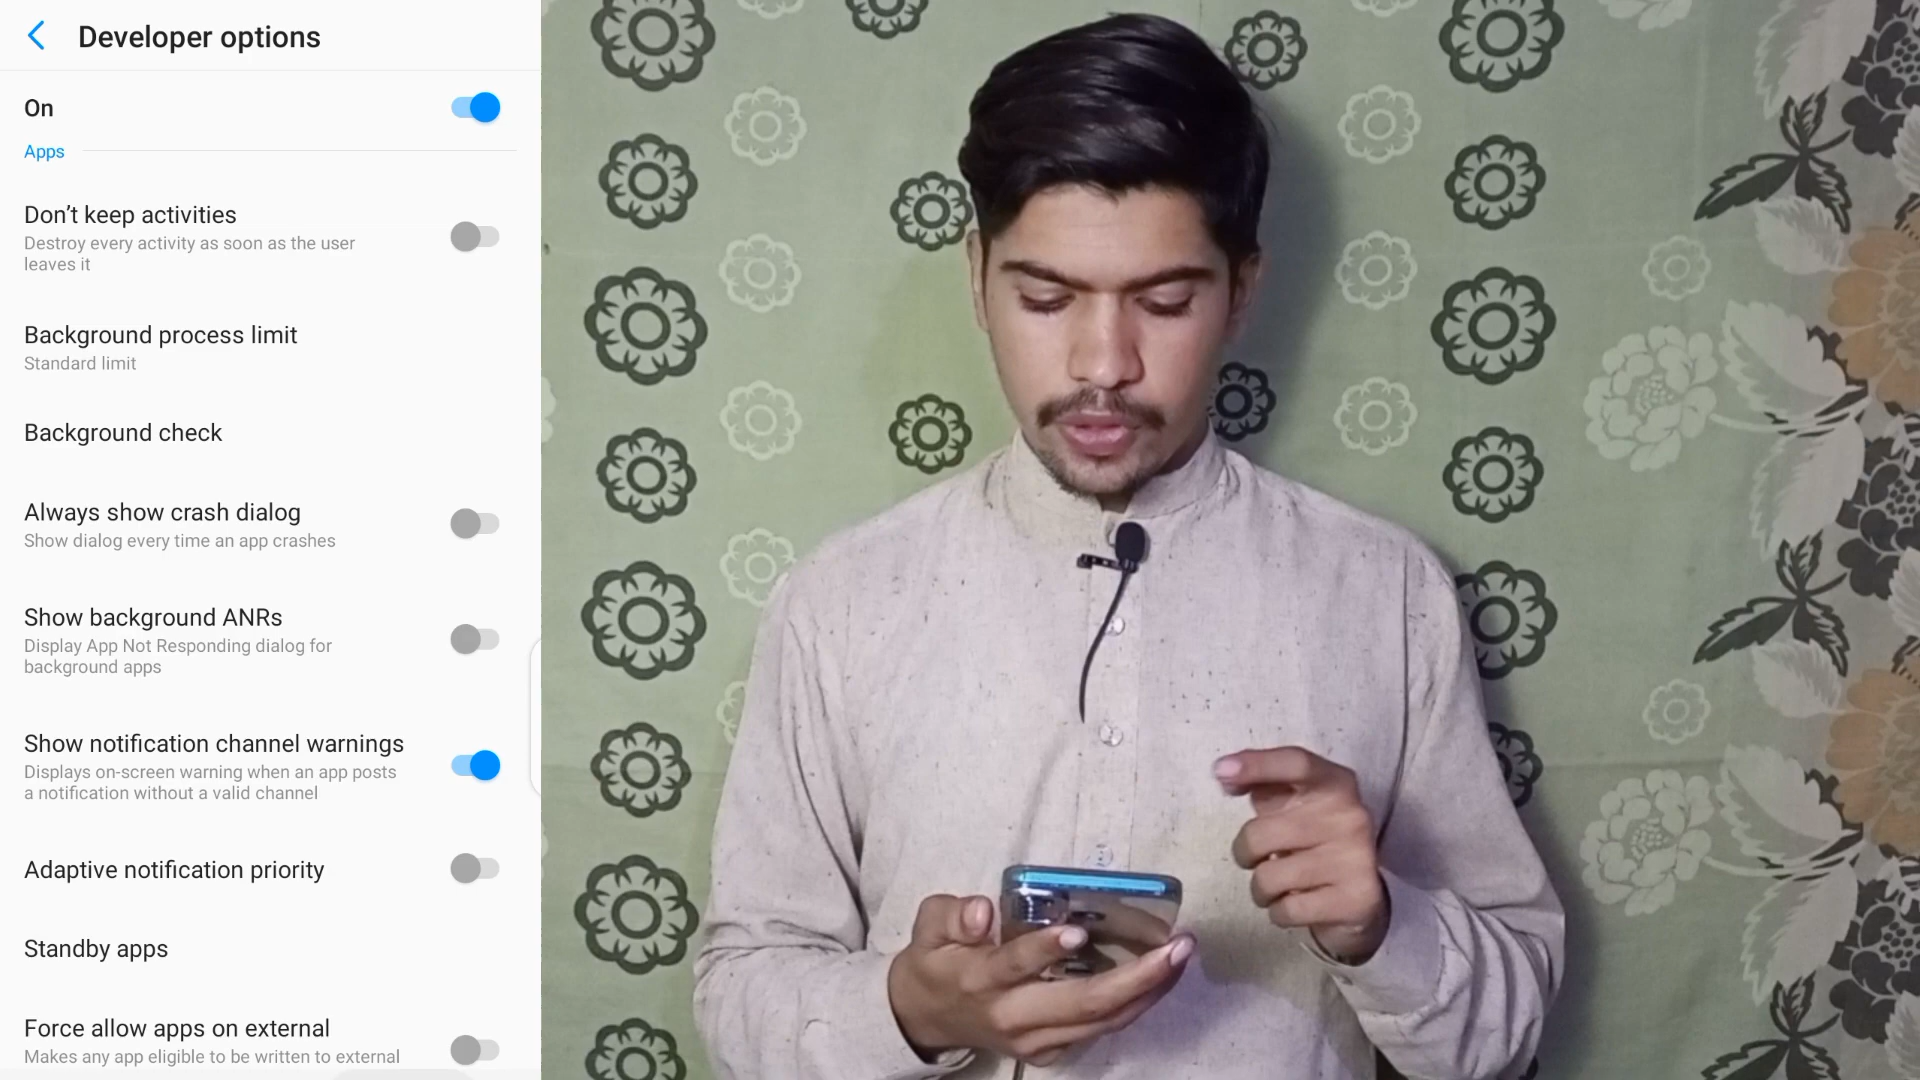 Developer options
On
Apps
Don’t keep activities
Destroy every activity as soon as the user
leaves it
Background process limit
Standard limit
Background check
Always show crash dialog
Show dialog every time an app crashes
Show background ANRs
Display App Not Responding dialog for
background apps
Show notification channel warnings
Displays on-screen warning when an app posts
a notification without a valid channel
Adaptive notification priority
Standby apps
Force allow apps on external
Makes any app eligible to be written to external